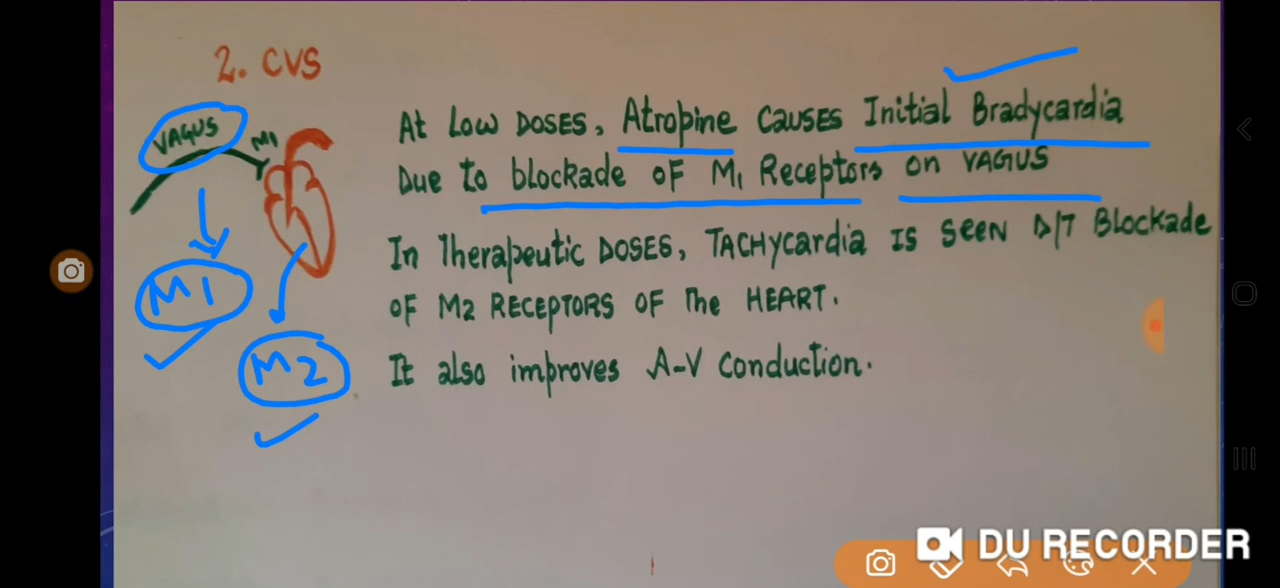 2. CVS
VAGUS
M1
At Low DOSES, Atropine CAUSES Initial Bradycardia
Due to blockade OF M1 Receptors on VAGUS
In Therapeutic DOSES, TACHycardia IS SEEN D/T Blockade
OF M2 RECEPTORS OF The HEART.
It also improves A-V Conduction.
M1
M2
DU RECORDER